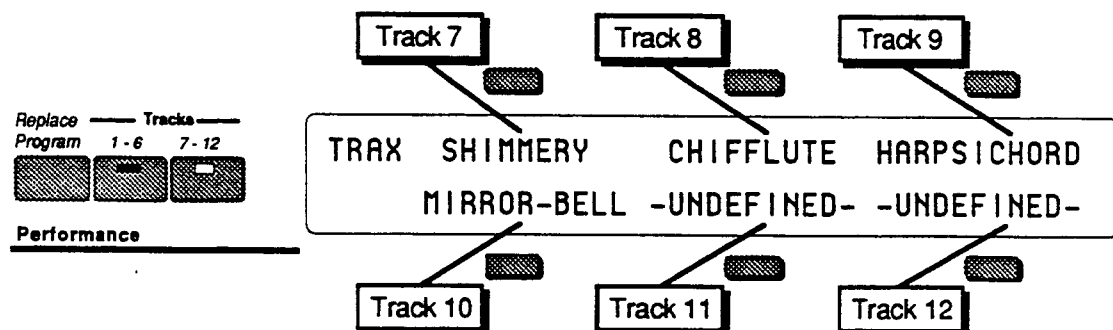 Track 7 Track 8 Track 9
Replace Tracks
Program 1 - 6 7 - 12
TRAX SHIMMERY CHIFFLUTE HARPSICHORD
MIRROR-BELL -UNDEFINED- -UNDEFINED-
Performance
Track 10 Track 11 Track 12